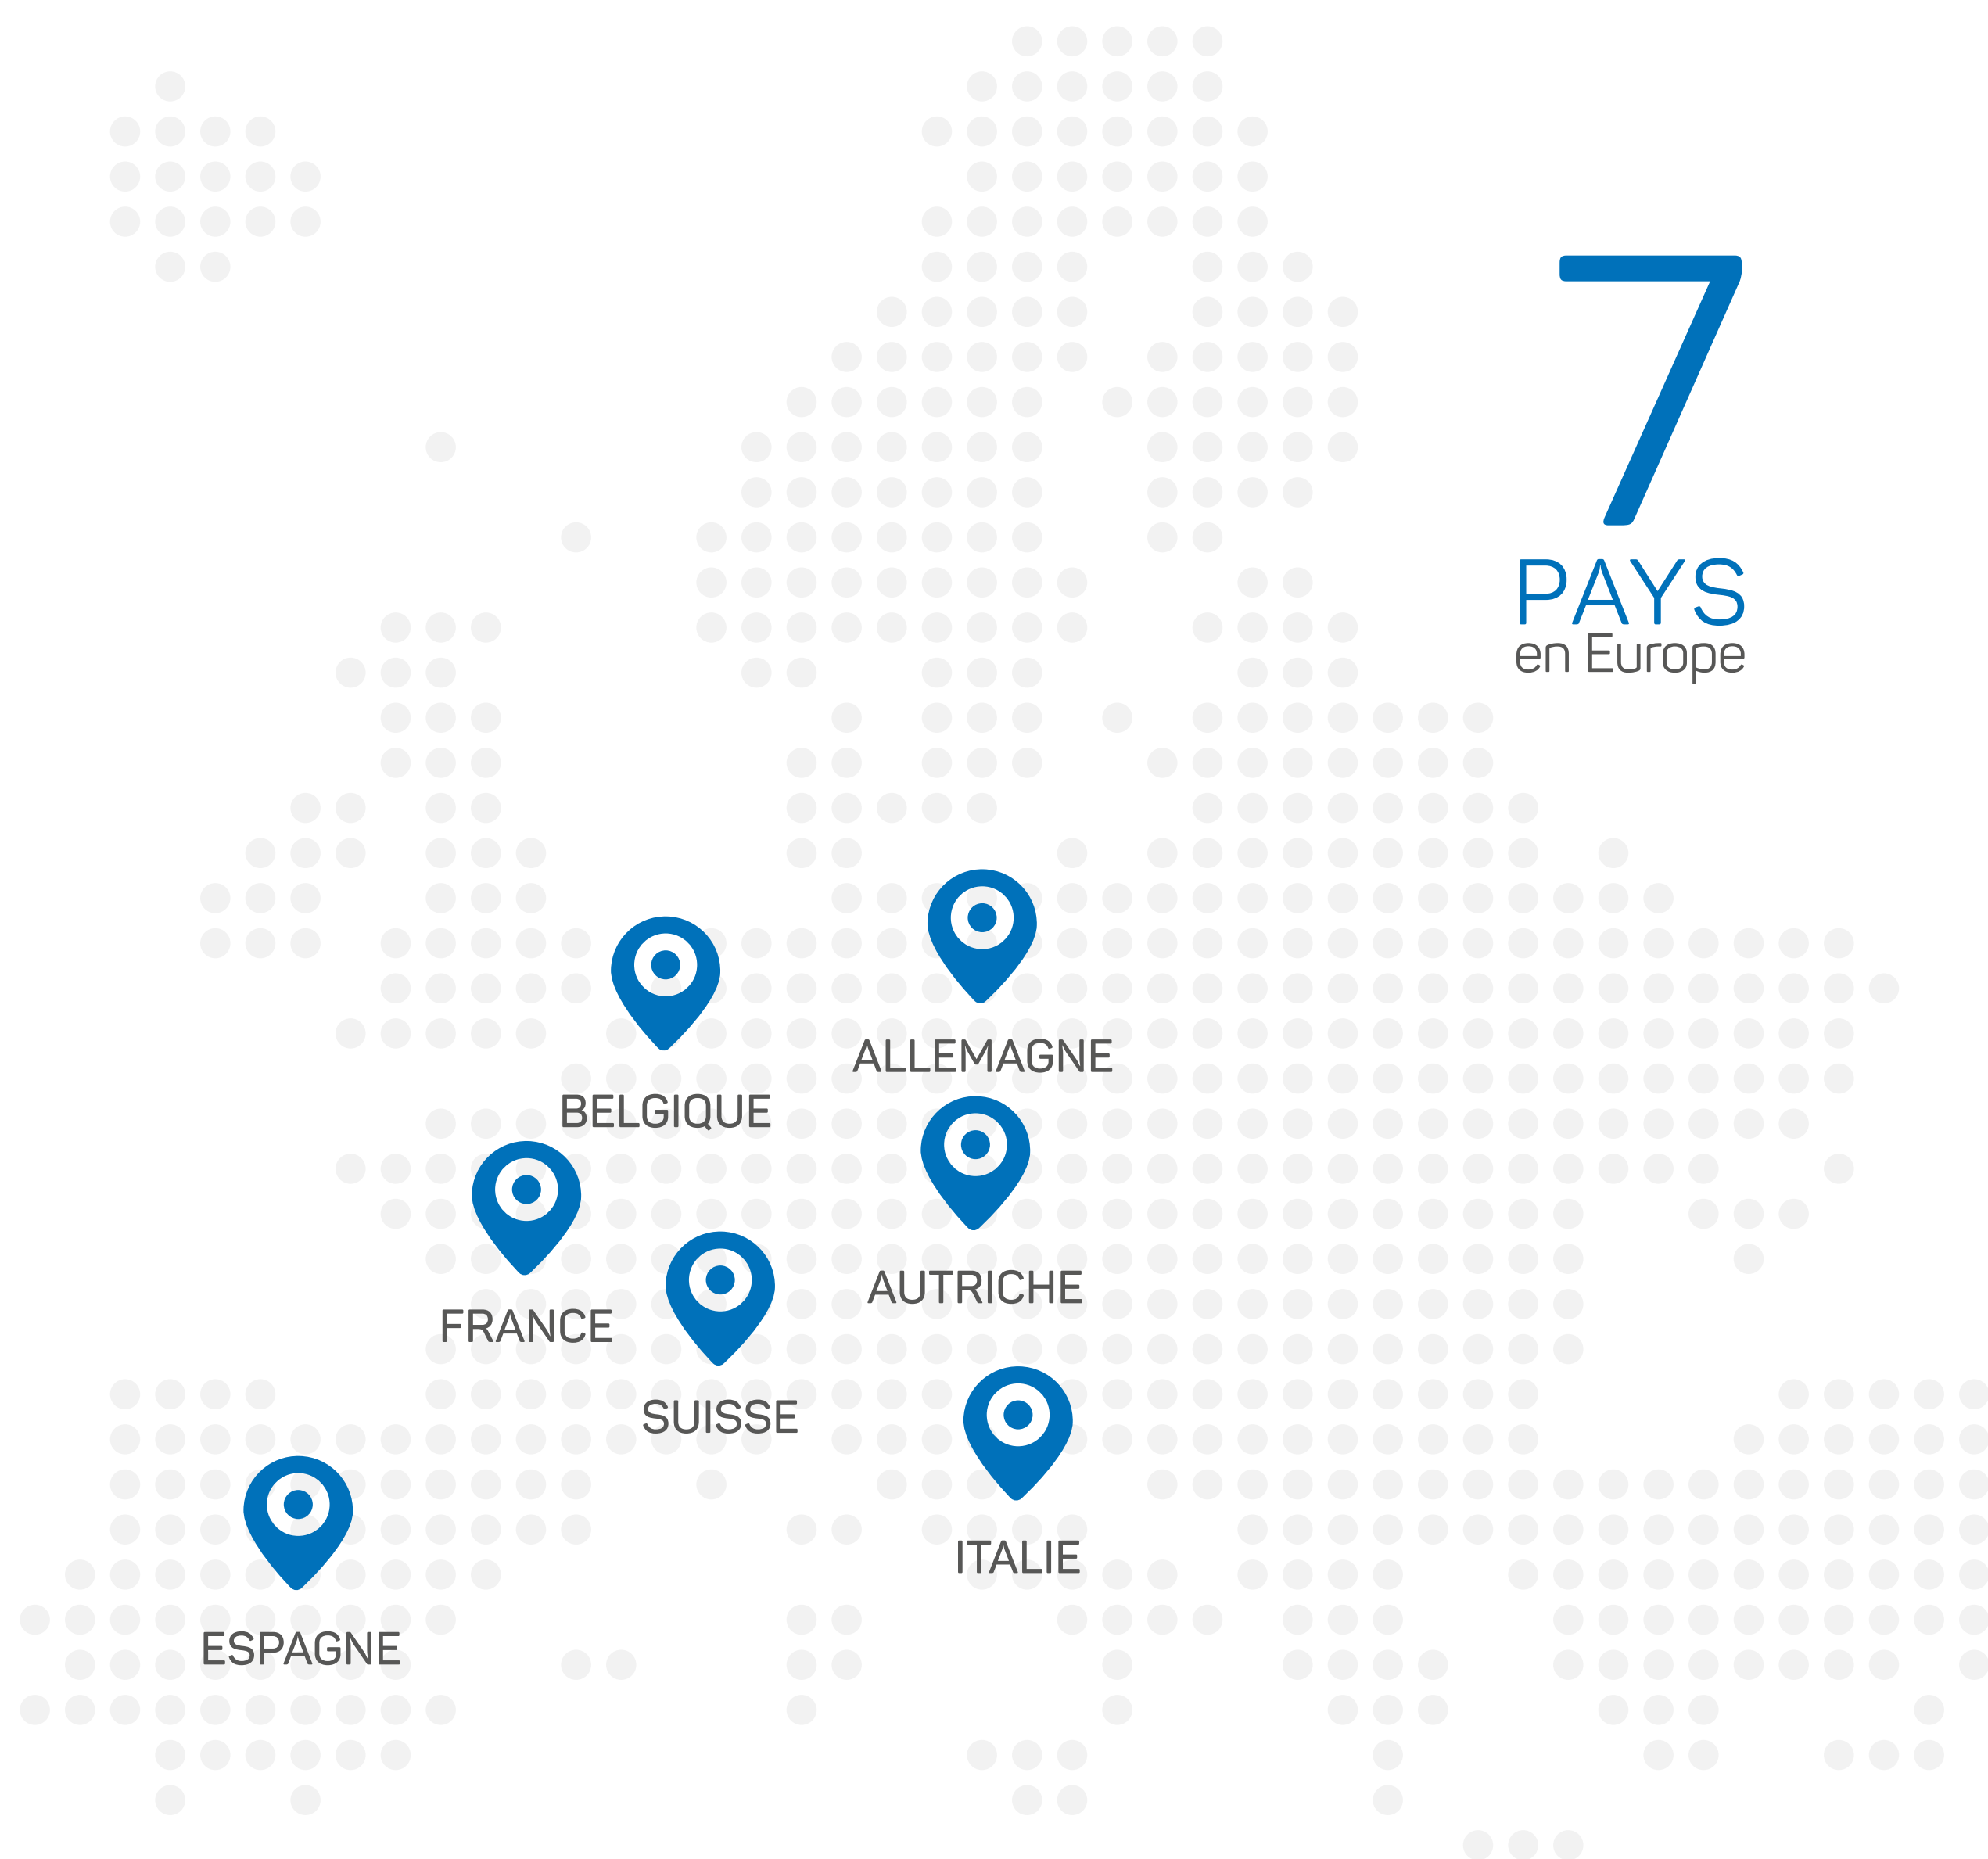 7
PAYS
en Europe
ALLEMAGNE
BELGIQUE
AUTRICHE
FRANCE
SUISSE
ITALIE
ESPAGNE